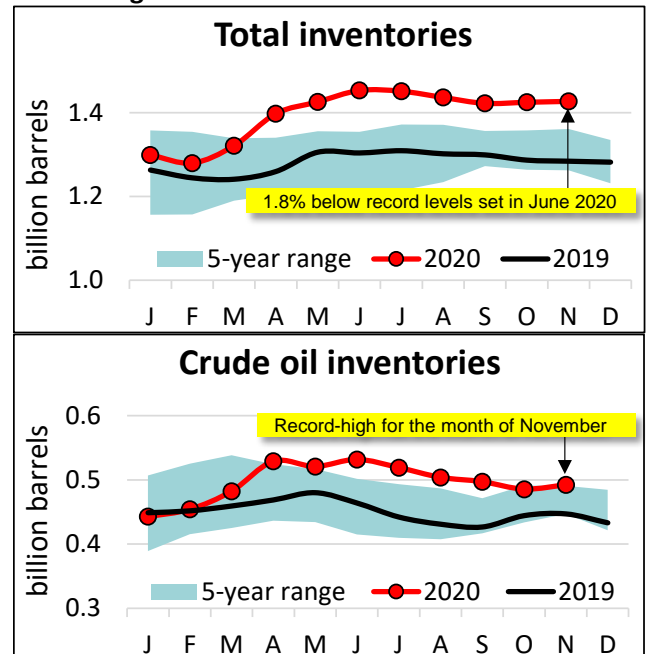 Total inventories
billion barrels
1.4
1.2
1.0
1.8% below record levels set in June 2020
5-year range 2020 2019
J F M A M J J A S O N D
Crude oil inventories
billion barrels
0.6
0.5
0.4
0.3
Record-high for the month of November
5-year range 2020 2019
J F M A M J J A S O N D